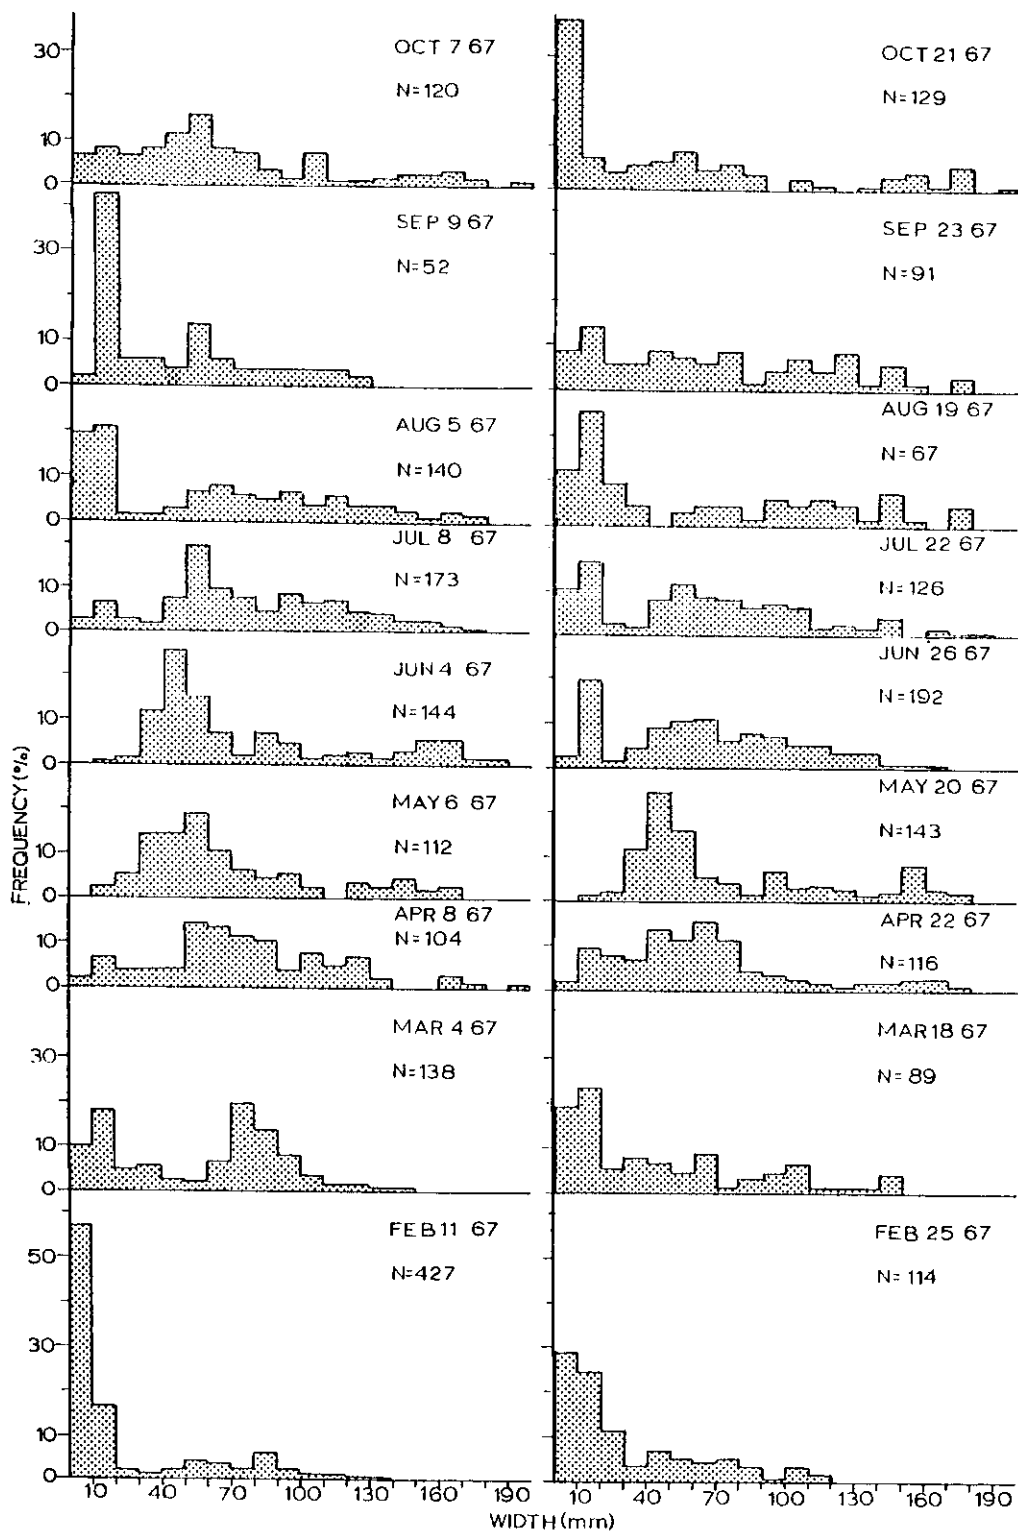 30
10
0
OCT 7 67
N=120
OCT 21 67
N=129
30
10
0
SEP 9 67
N=52
SEP 23 67
N=91
10
0
AUG 5 67
N=140
AUG 19 67
N=67
10
0
JUL 8 67
N=173
JUL 22 67
N=126
10
0
JUN 4 67
N=144
JUN 26 67
N=192
FREQUENCY (%)
10
0
MAY 6 67
N=112
MAY 20 67
N=143
10
0
APR 8 67
N=104
APR 22 67
N=116
30
10
0
MAR 4 67
N=138
MAR 18 67
N=89
50
30
10
0
FEB 11 67
N=427
FEB 25 67
N=114
10 40 70 100 130 160 190
10 40 70 100 130 160 190
WIDTH (mm)